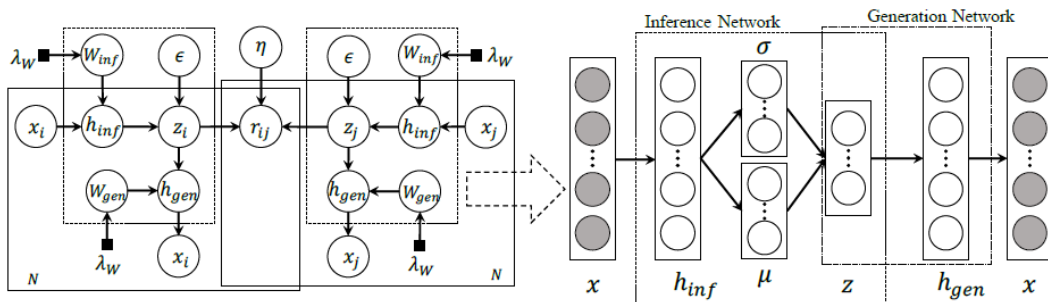 Inference Network
Generation Network
λ_W
W_inf
ϵ
η
ϵ
W_inf
λ_W
σ
x_i
h_inf
z_i
r_ij
z_j
h_inf
x_j
W_gen
h_gen
h_gen
W_gen
x_i
x_j
λ_W
λ_W
N
N
x
h_inf
μ
z
h_gen
x